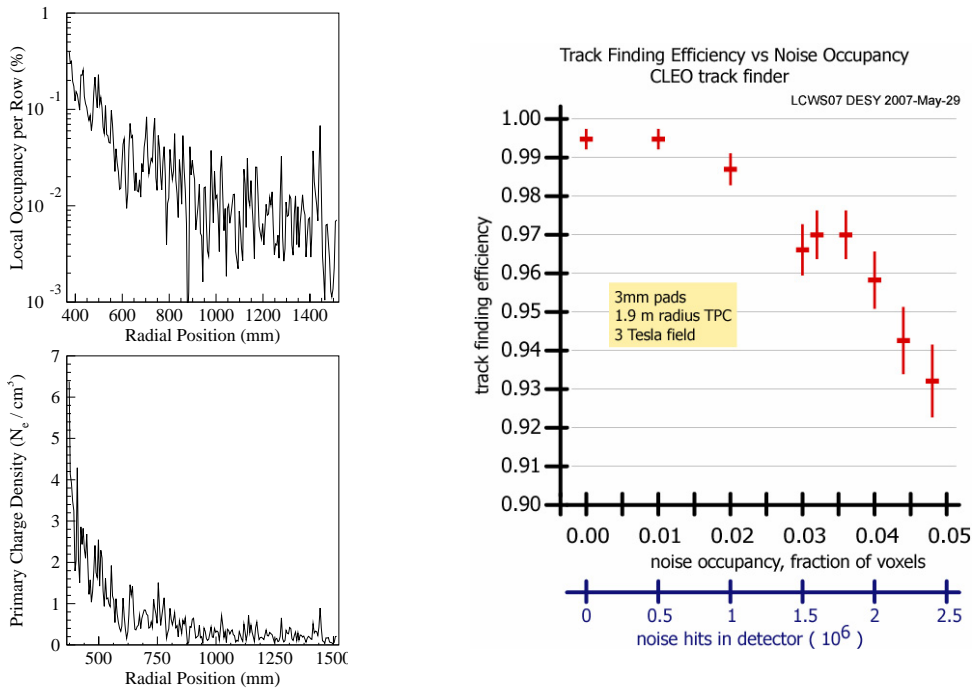 1
10⁻¹
10⁻²
10⁻³
Local Occupancy per Row (%)
400 600 800 1000 1200 1400
Radial Position (mm)
7
6
5
4
3
2
1
0
Primary Charge Density (Nₑ / cm³)
500 750 1000 1250 1500
Radial Position (mm)
Track Finding Efficiency vs Noise Occupancy
CLEO track finder
LCWS07 DESY 2007-May-29
1.00
0.99
0.98
0.97
0.96
0.95
0.94
0.93
0.92
0.91
0.90
track finding efficiency
3mm pads
1.9 m radius TPC
3 Tesla field
0.00 0.01 0.02 0.03 0.04 0.05
noise occupancy, fraction of voxels
0 0.5 1 1.5 2 2.5
noise hits in detector ( 10⁶ )